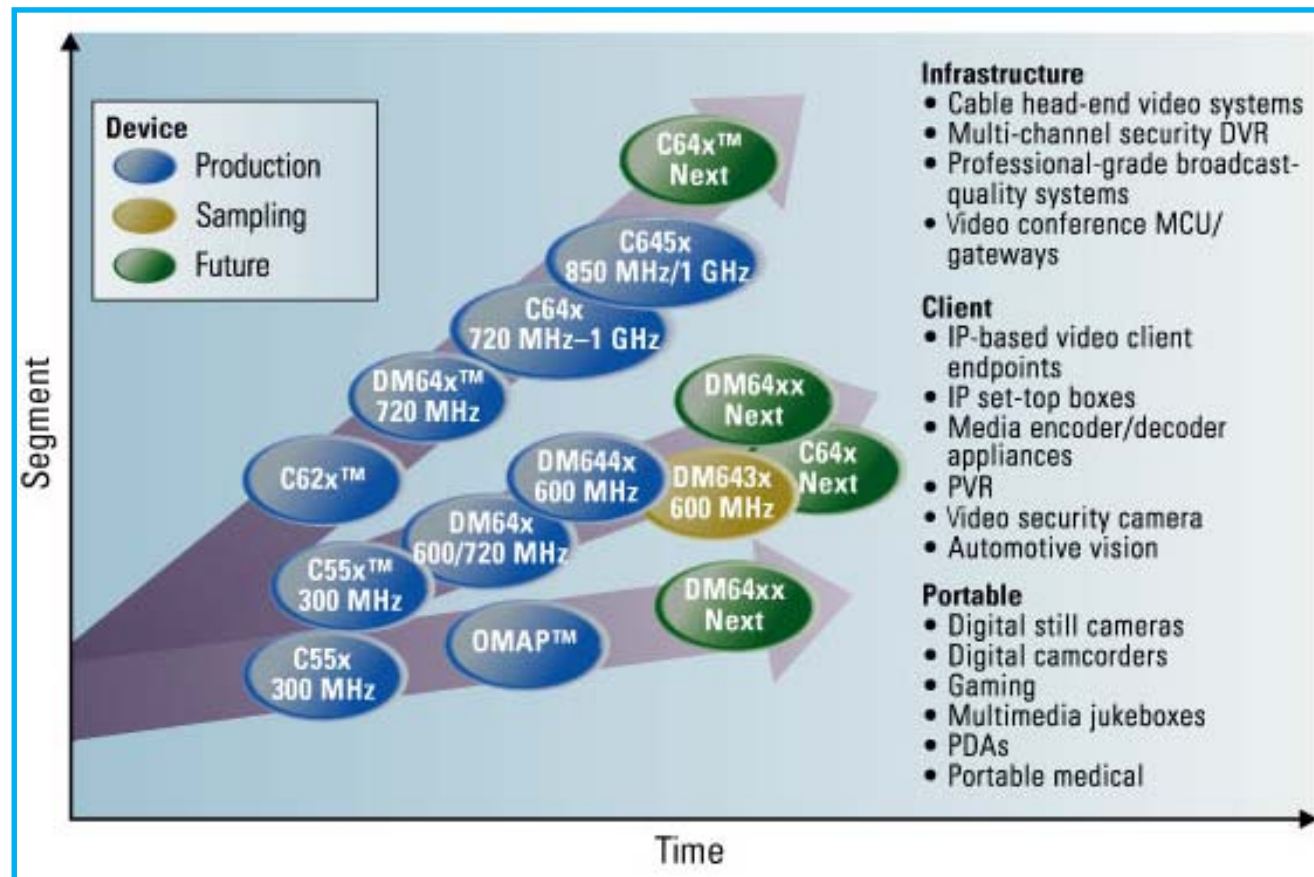 Segment
Device
Production
Sampling
Future
C64x™
Next
C645x
850 MHz/1 GHz
C64x
720 MHz–1 GHz
DM64x™
720 MHz
C62x™
DM64xx
Next
C64x
Next
DM643x
600 MHz
DM644x
600 MHz
DM64x
600/720 MHz
C55x™
300 MHz
DM64xx
Next
OMAP™
C55x
300 MHz
Infrastructure
• Cable head-end video systems
• Multi-channel security DVR
• Professional-grade broadcast-
quality systems
• Video conference MCU/
gateways
Client
• IP-based video client
endpoints
• IP set-top boxes
• Media encoder/decoder
appliances
• PVR
• Video security camera
• Automotive vision
Portable
• Digital still cameras
• Digital camcorders
• Gaming
• Multimedia jukeboxes
• PDAs
• Portable medical
Time